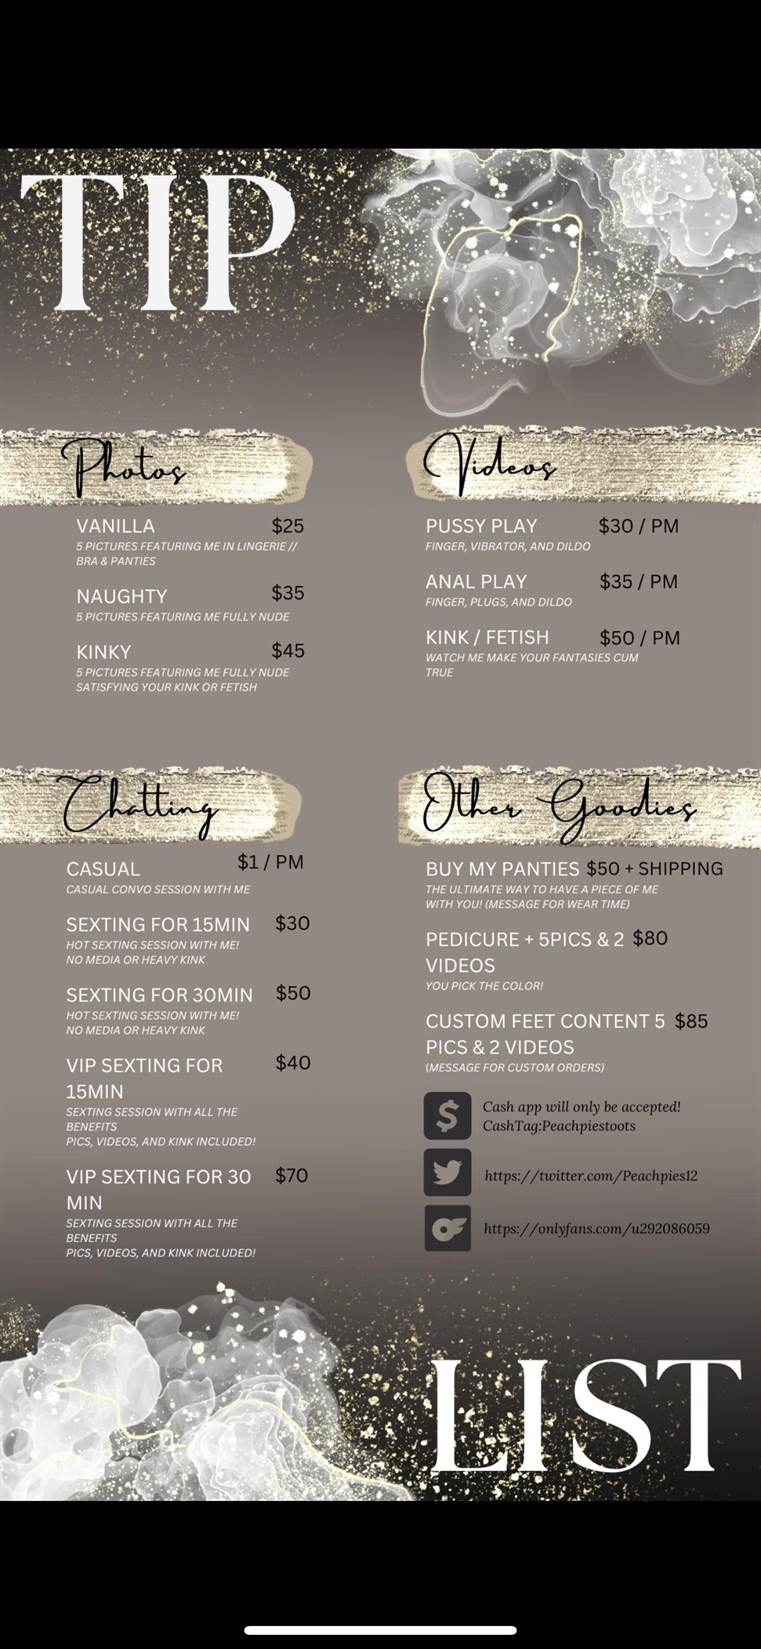 TIP
Photos
VANILLA $25
5 PICTURES FEATURING ME IN LINGERIE //
BRA & PANTIES
NAUGHTY $35
5 PICTURES FEATURING ME FULLY NUDE
KINKY $45
5 PICTURES FEATURING ME FULLY NUDE
SATISFYING YOUR KINK OR FETISH
Videos
PUSSY PLAY $30 / PM
FINGER, VIBRATOR, AND DILDO
ANAL PLAY $35 / PM
FINGER, PLUGS, AND DILDO
KINK / FETISH $50 / PM
WATCH ME MAKE YOUR FANTASIES CUM
TRUE
Chatting
CASUAL $1 / PM
CASUAL CONVO SESSION WITH ME
SEXTING FOR 15MIN $30
HOT SEXTING SESSION WITH ME!
NO MEDIA OR HEAVY KINK
SEXTING FOR 30MIN $50
HOT SEXTING SESSION WITH ME!
NO MEDIA OR HEAVY KINK
VIP SEXTING FOR $40
15MIN
SEXTING SESSION WITH ALL THE
BENEFITS
PICS, VIDEOS, AND KINK INCLUDED!
VIP SEXTING FOR 30 $70
MIN
SEXTING SESSION WITH ALL THE
BENEFITS
PICS, VIDEOS, AND KINK INCLUDED!
Other Goodies
BUY MY PANTIES $50 + SHIPPING
THE ULTIMATE WAY TO HAVE A PIECE OF ME
WITH YOU! (MESSAGE FOR WEAR TIME)
PEDICURE + 5PICS & 2 $80
VIDEOS
YOU PICK THE COLOR!
CUSTOM FEET CONTENT 5 $85
PICS & 2 VIDEOS
(MESSAGE FOR CUSTOM ORDERS)
Cash app will only be accepted!
CashTag:Peachpiestoots
https://twitter.com/Peachpies12
https://onlyfans.com/u292086059
LIST